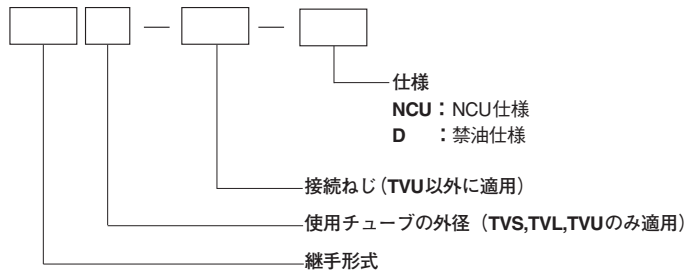 仕様
NCU：NCU仕様
D　：禁油仕様
接続ねじ（TVU以外に適用）
使用チューブの外径（TVS,TVL,TVUのみ適用）
継手形式